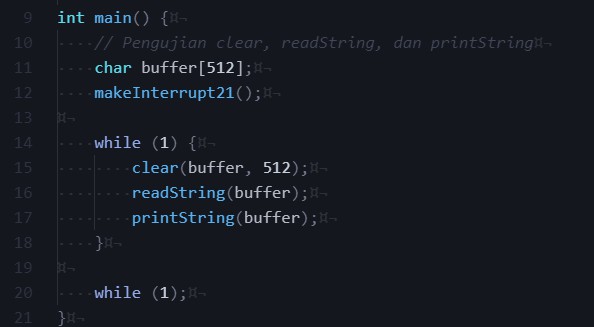 9 int main() {¤¬
10 ····// Pengujian clear, readString, dan printString¤¬
11 ····char buffer[512];¤¬
12 ····makeInterrupt21();¤¬
13 ¤¬
14 ····while (1) {¤¬
15 ········clear(buffer, 512);¤¬
16 ········readString(buffer);¤¬
17 ········printString(buffer);¤¬
18 ····}¤¬
19 ¤¬
20 ····while (1);¤¬
21 }¤¬